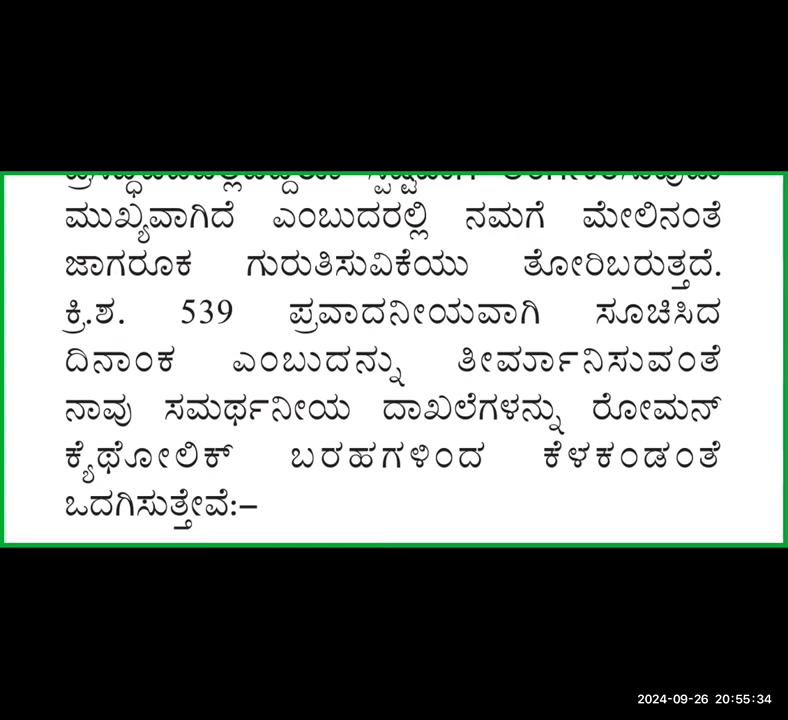 ಮುಖ್ಯವಾಗಿದೆ ಎಂಬುದರಲ್ಲಿ ನಮಗೆ ಮೇಲಿನಂತೆ
ಜಾಗರೂಕ ಗುರುತಿಸುವಿಕೆಯು ತೋರಿಬರುತ್ತದೆ.
ಕ್ರಿ.ಶ. 539 ಪ್ರವಾದನೀಯವಾಗಿ ಸೂಚಿಸಿದ
ದಿನಾಂಕ ಎಂಬುದನ್ನು ತೀರ್ಮಾನಿಸುವಂತೆ
ನಾವು ಸಮರ್ಥನೀಯ ದಾಖಲೆಗಳನ್ನು ರೋಮನ್
ಕ್ಯೆಥೋಲಿಕ್ ಬರಹಗಳಿಂದ ಕೆಳಕಂಡಂತೆ
ಒದಗಿಸುತ್ತೇವೆ:–
2024-09-26 20:55:34